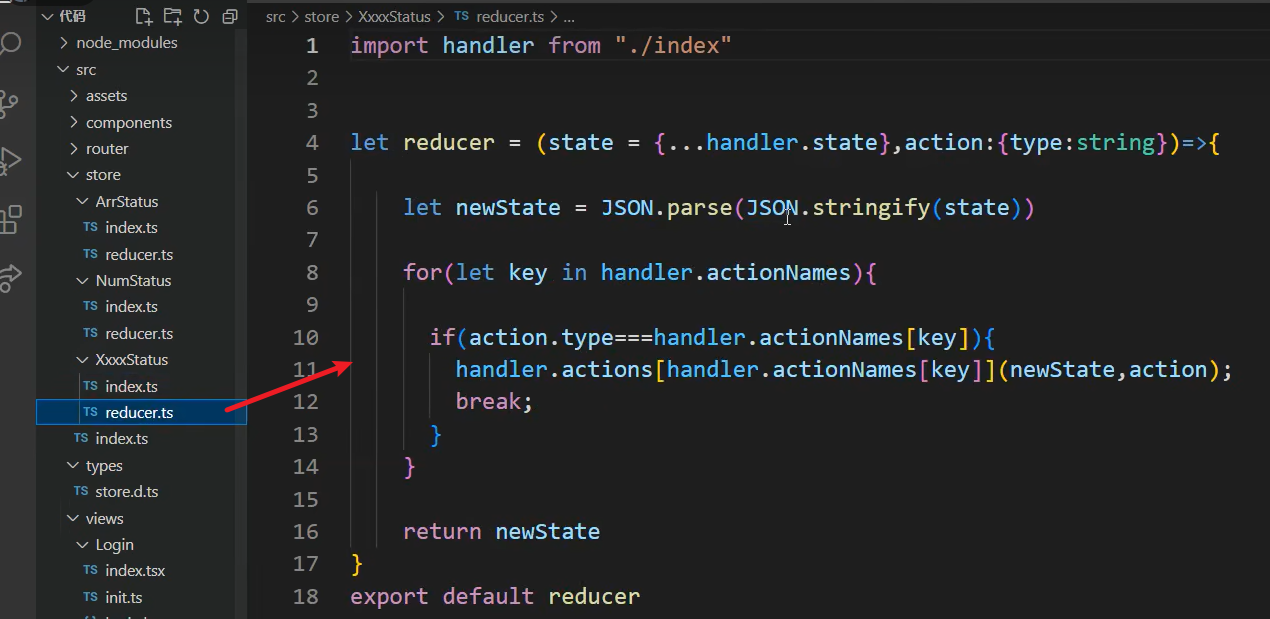 代码
node_modules
src
assets
components
router
store
ArrStatus
TS index.ts
TS reducer.ts
NumStatus
TS index.ts
TS reducer.ts
XxxxStatus
TS index.ts
TS reducer.ts
TS index.ts
types
TS store.d.ts
views
Login
TS index.tsx
TS init.ts
src > store > XxxxStatus > TS reducer.ts > ...
1 import handler from "./index"
2
3
4 let reducer = (state = {...handler.state},action:{type:string})=>{
5
6 let newState = JSON.parse(JSON.stringify(state))
7
8 for(let key in handler.actionNames){
9
10 if(action.type===handler.actionNames[key]){
11 handler.actions[handler.actionNames[key]](newState,action);
12 break;
13 }
14 }
15
16 return newState
17 }
18 export default reducer